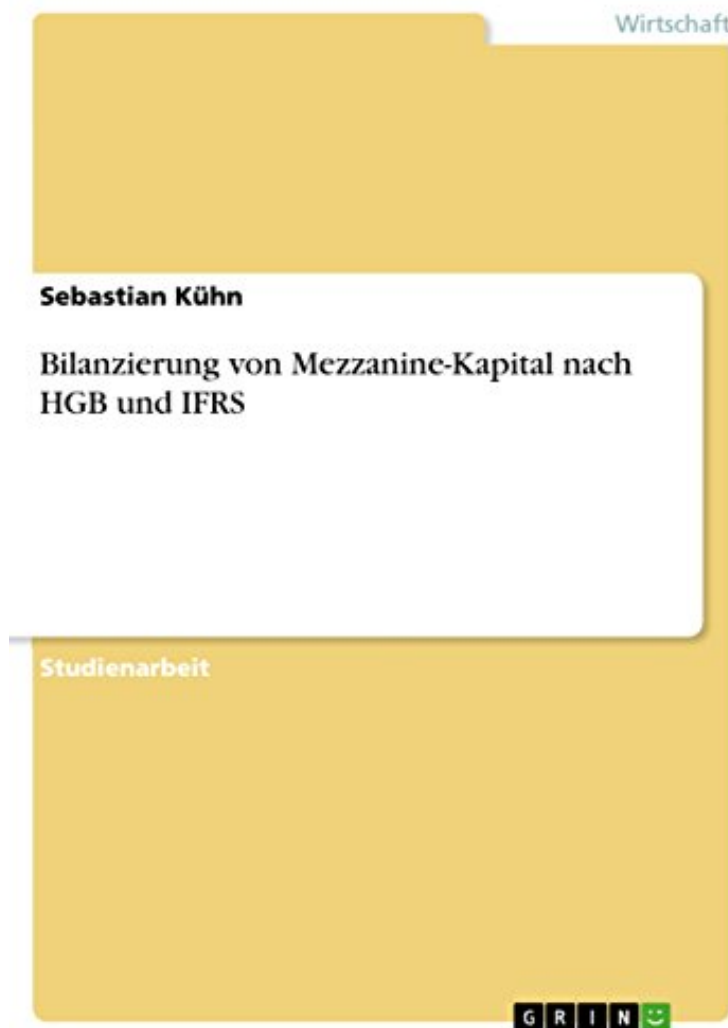 Wirtschaft
Sebastian Kühn
Bilanzierung von Mezzanine-Kapital nach
HGB und IFRS
Studienarbeit
GRIN